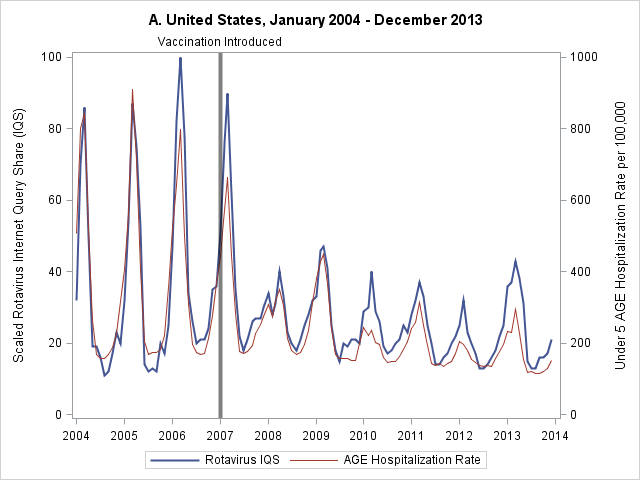 A. United States, January 2004 - December 2013
Vaccination Introduced
Scaled Rotavirus Internet Query Share (IQS)
100
80
60
40
20
0
1000
800
600
400
200
0
Under 5 AGE Hospitalization Rate per 100,000
2004 2005 2006 2007 2008 2009 2010 2011 2012 2013 2014
Rotavirus IQS AGE Hospitalization Rate